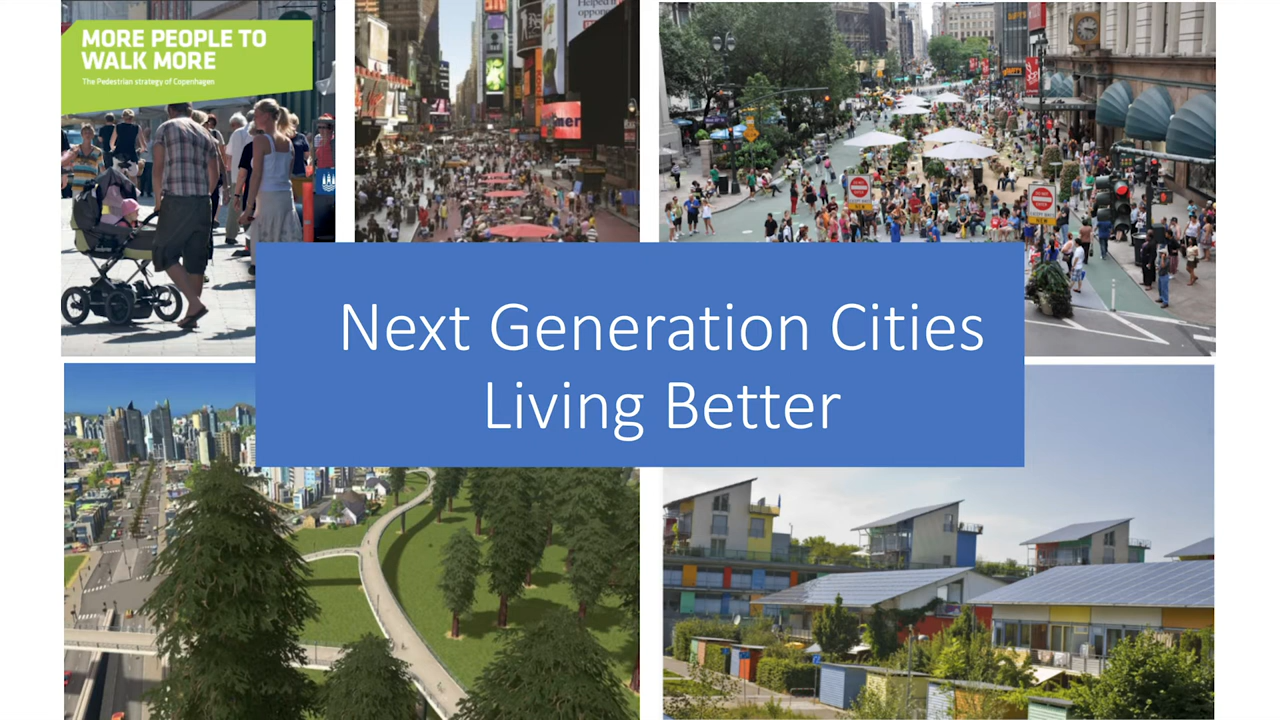 MORE PEOPLE TO
WALK MORE
The Pedestrian strategy of Copenhagen
Next Generation Cities
Living Better